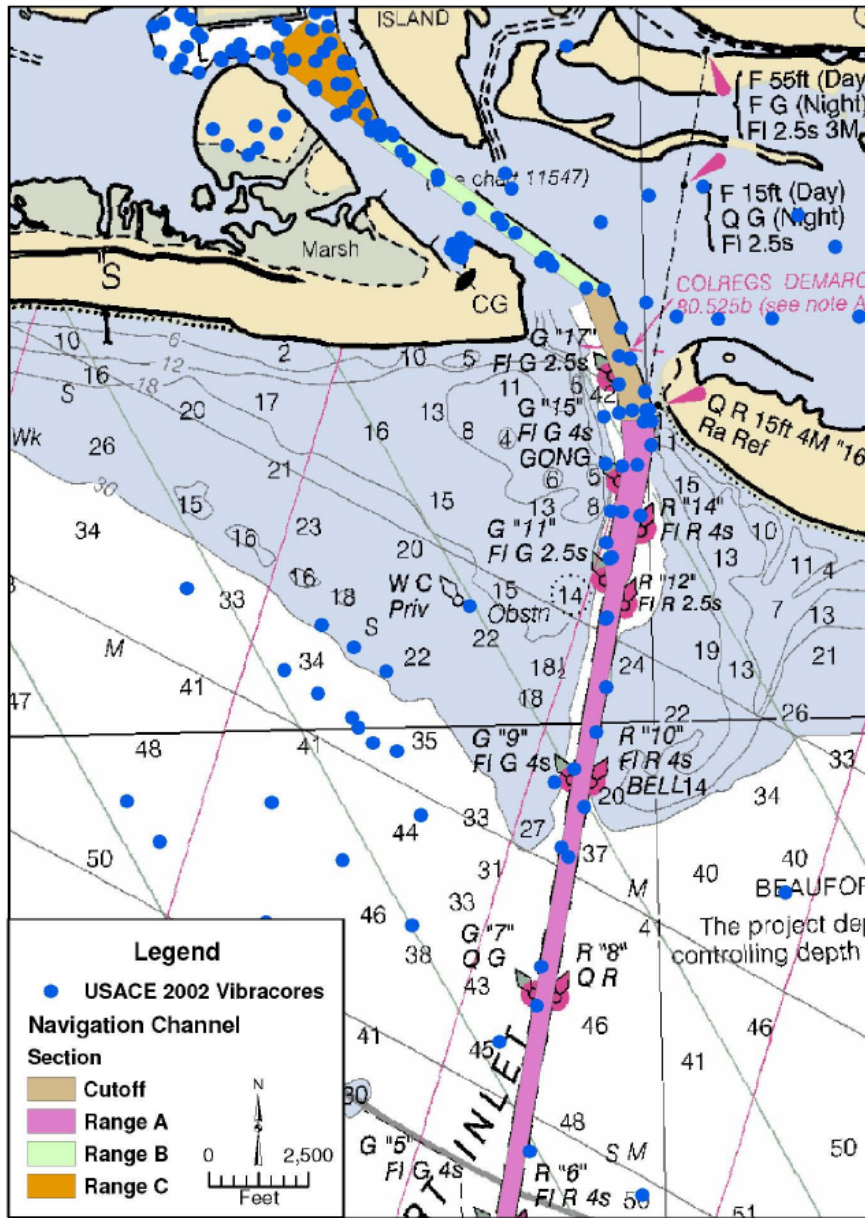 ISLAND
F 55ft (Day
F G (Night)
Fl 2.5s 3M
chart 11547)
F 15ft (Day)
Q G (Night)
Fl 2.5s
Marsh
S
CG
COLREGS DEMARC
80.525b (see note A
G "17"
Fl G 2.5s
10
6
2
10
5
12
16
18
S
20
17
11
13
8
4
6
42
G "15"
Fl G 4s
GONG
Q R 15ft 4M "16
Ra Ref
Wk
26
16
21
30
15
5
6
13
8
11
15
R "14"
Fl R 4s
10
34
15
23
16
20
G "11"
Fl G 2.5s
13
11
4
33
16
18
W C
Priv
15
Obstn
14
R "12"
Fl R 2.5s
7
13
M
S
22
22
19
13
21
34
41
18½
24
18
47
48
41
35
G "9"
Fl G 4s
22
26
R "10"
Fl R 4s
BELL
14
20
33
34
33
44
27
50
31
37
40
40
M
BEAUFOR
46
33
41
The project dep
controlling depth
38
G "7"
Q G
R "8"
Q R
43
46
46
41
45
41
30
48
50
S M
G "5"
Fl G 4s
R "6"
Fl R 4s
50
51
RT INLET
Legend
USACE 2002 Vibracores
Navigation Channel
Section
Cutoff
Range A
Range B
Range C
N
0 2,500
Feet